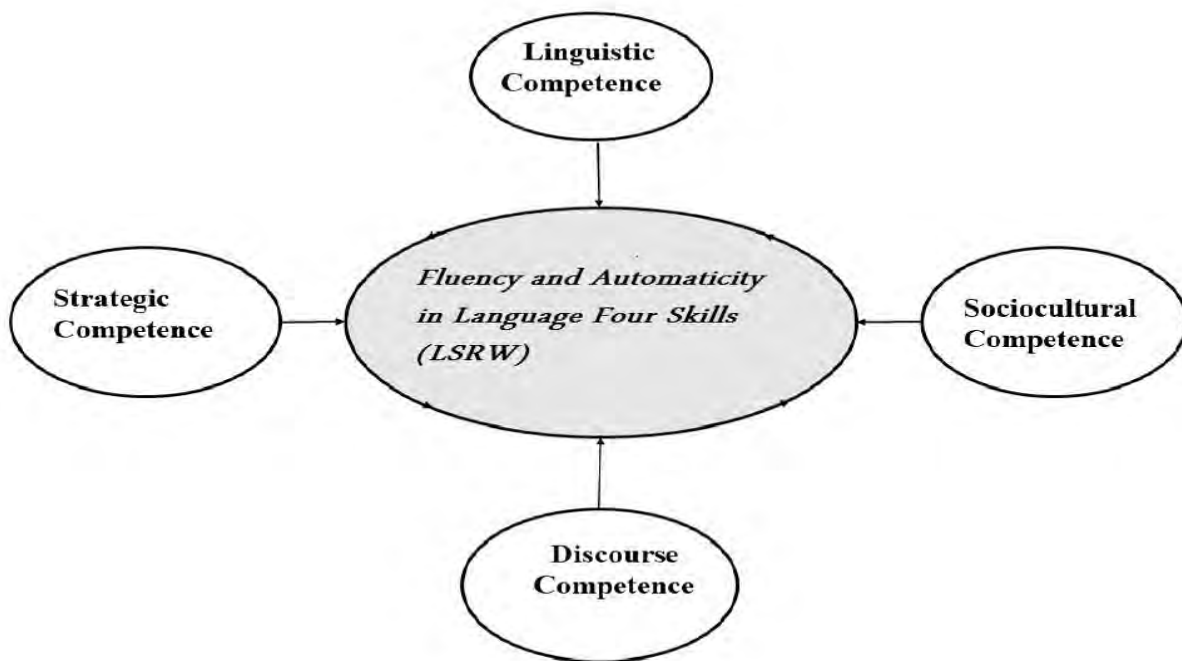 Linguistic
Competence
Fluency and Automaticity
in Language Four Skills
(LSRW)
Strategic
Competence
Sociocultural
Competence
Discourse
Competence